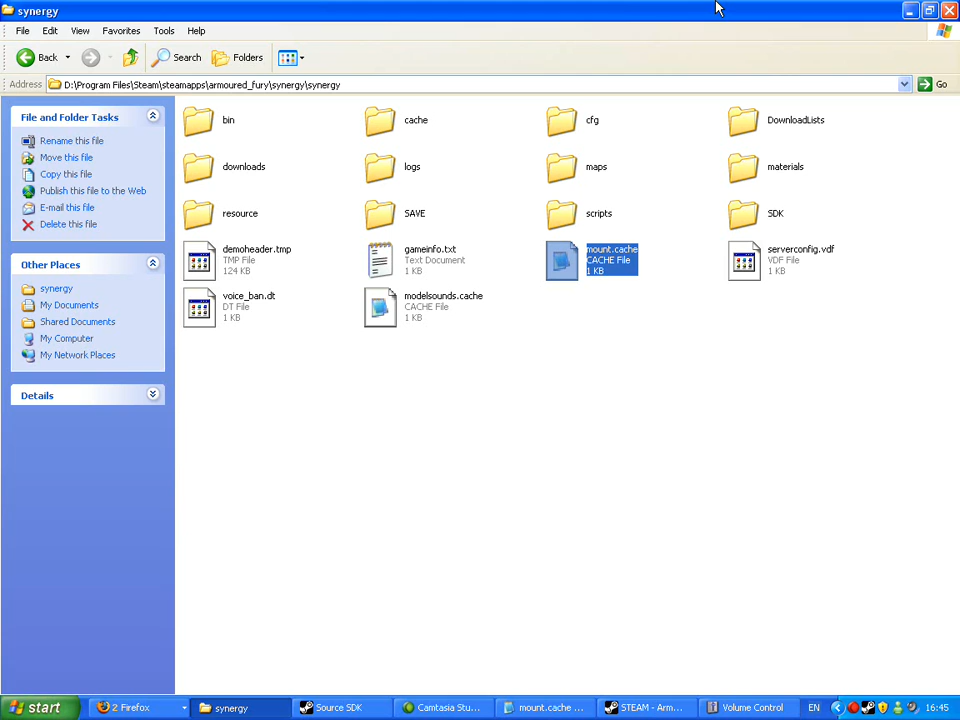 synergy
File Edit View Favorites Tools Help
Back Search Folders
Address D:\Program Files\Steam\steamapps\armoured_fury\synergy\synergy Go
File and Folder Tasks
Rename this file
Move this file
Copy this file
Publish this file to the Web
E-mail this file
Delete this file
Other Places
synergy
My Documents
Shared Documents
My Computer
My Network Places
Details
bin
cache
cfg
DownloadLists
downloads
logs
maps
materials
resource
SAVE
scripts
SDK
demoheader.tmp
TMP File
124 KB
gameinfo.txt
Text Document
1 KB
mount.cache
CACHE File
1 KB
serverconfig.vdf
VDF File
1 KB
voice_ban.dt
DT File
1 KB
modelsounds.cache
CACHE File
1 KB
start 2 Firefox synergy Source SDK Camtasia Stu... mount.cache ... STEAM - Arm... Volume Control EN 16:45